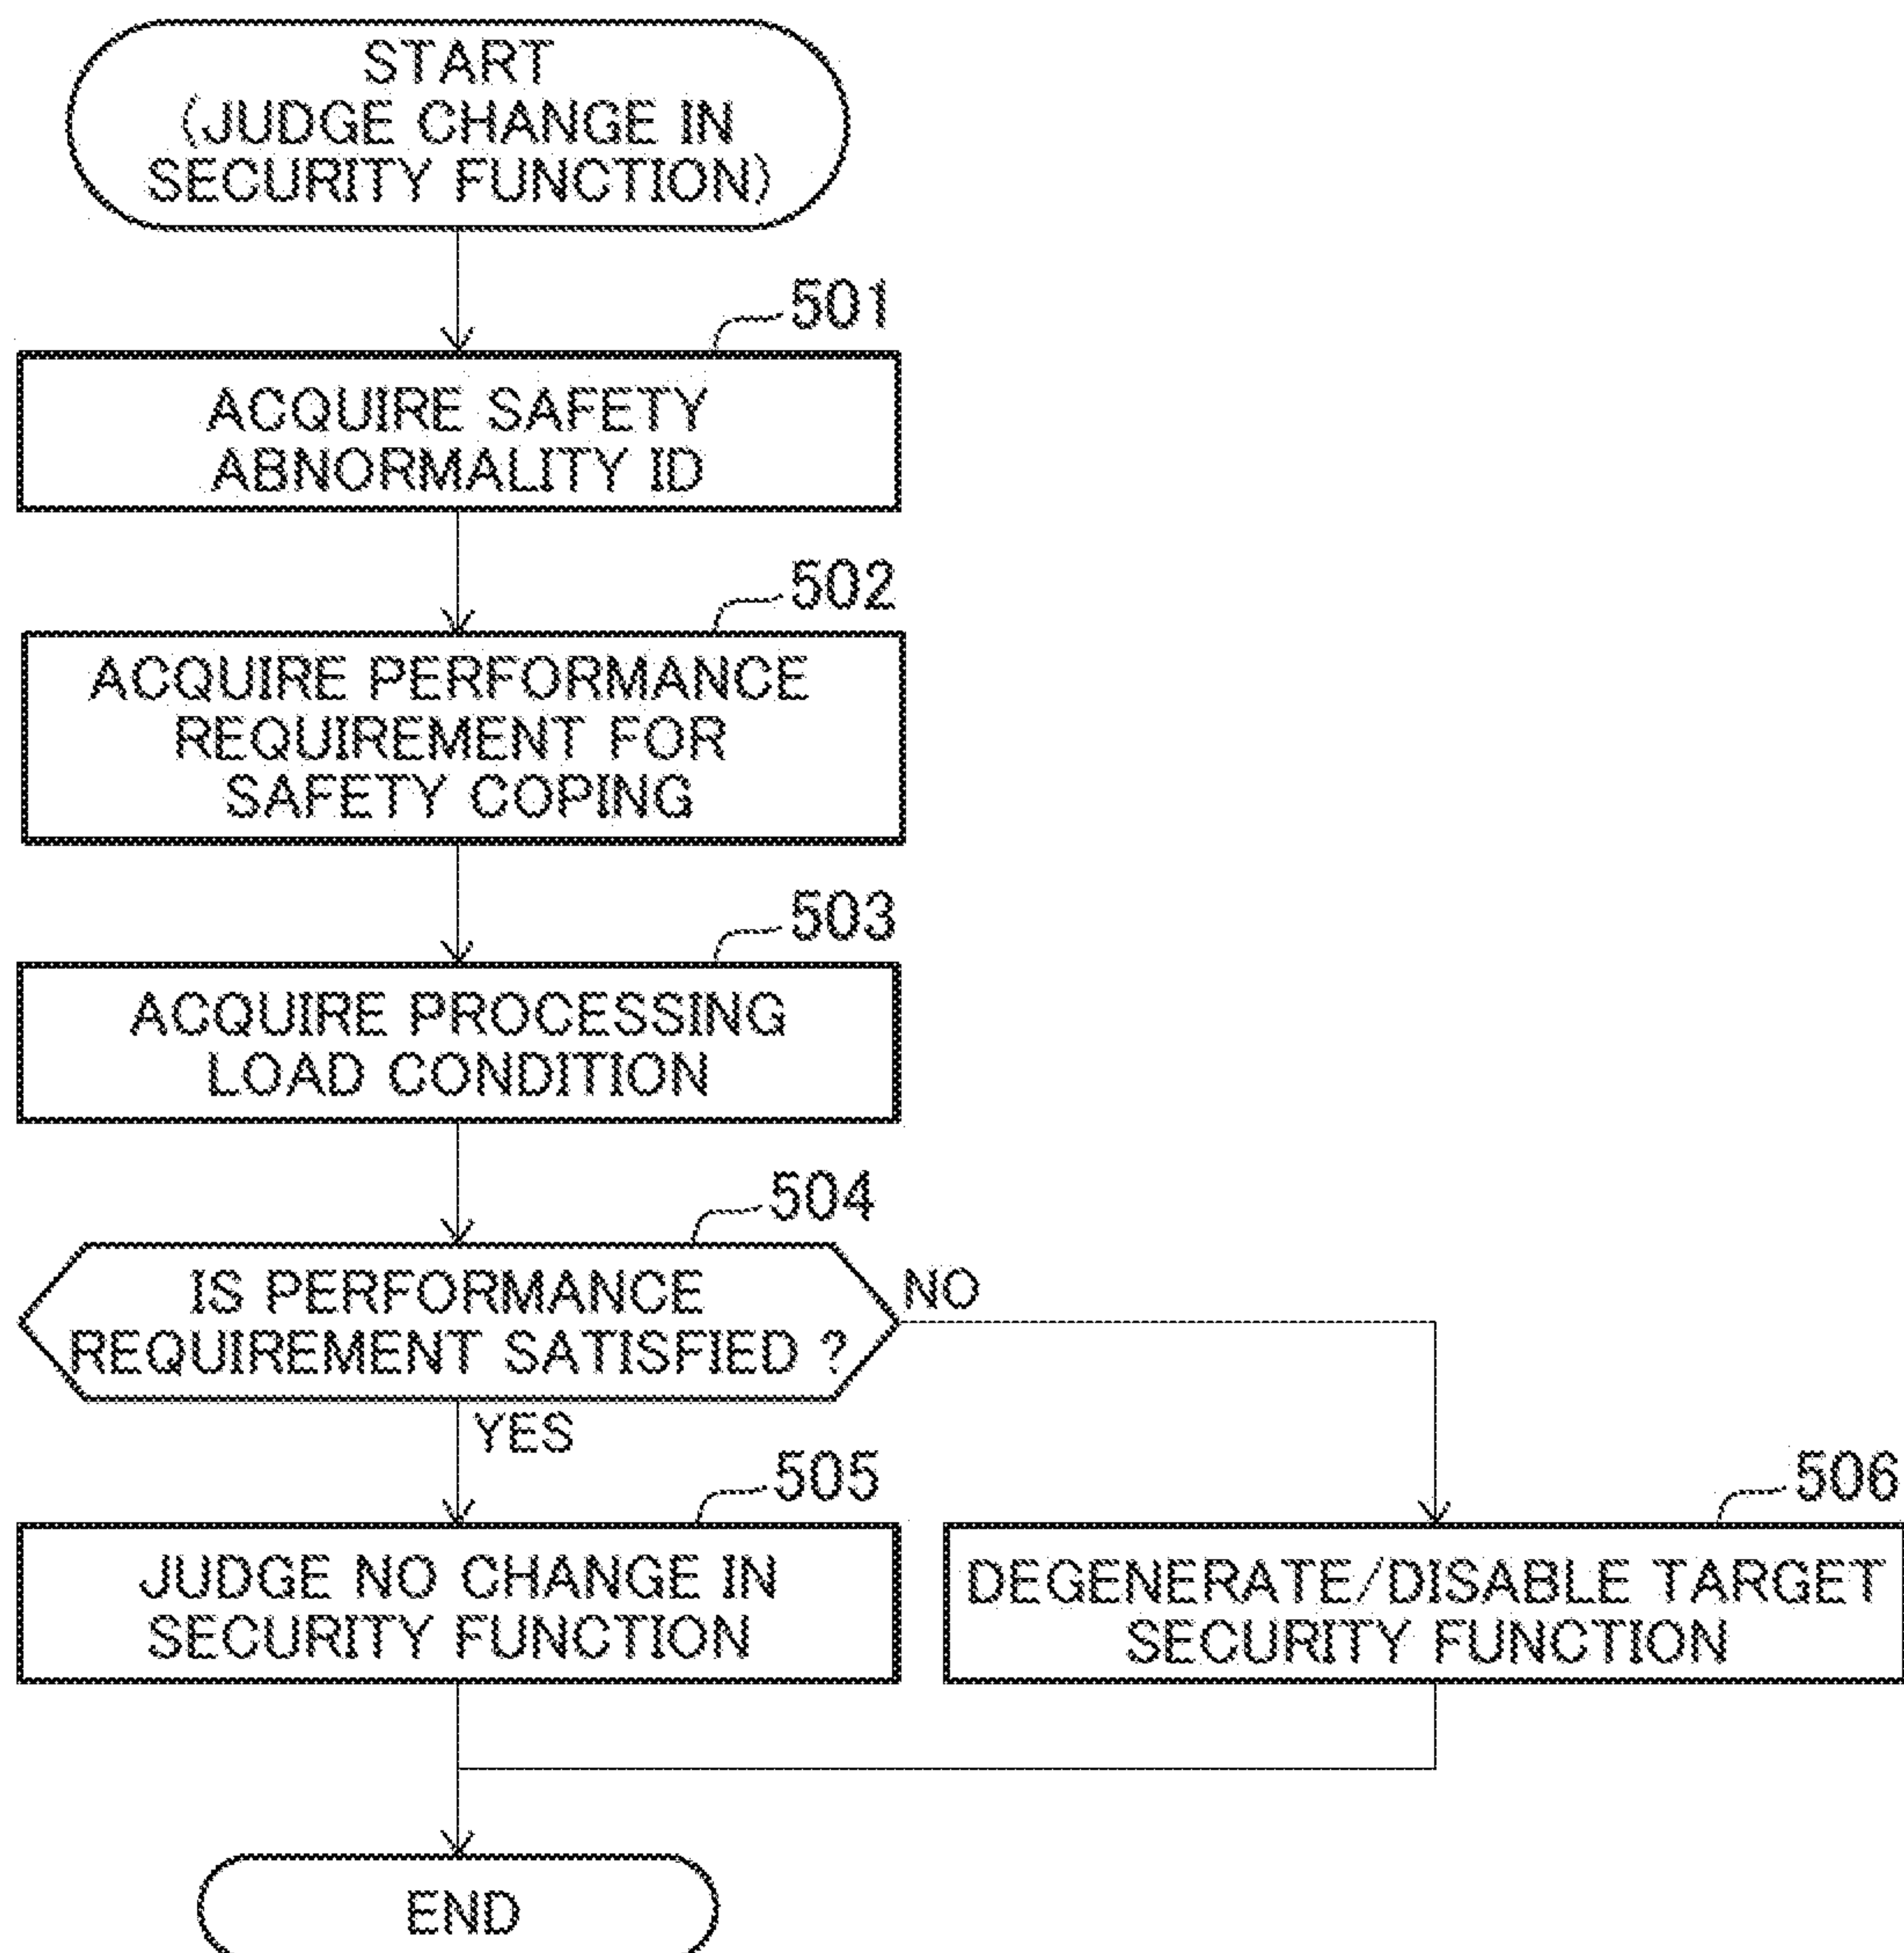 START
(JUDGE CHANGE IN
SECURITY FUNCTION)
501
ACQUIRE SAFETY
ABNORMALITY ID
502
ACQUIRE PERFORMANCE
REQUIREMENT FOR
SAFETY COPING
503
ACQUIRE PROCESSING
LOAD CONDITION
504
IS PERFORMANCE
REQUIREMENT SATISFIED ?
NO
YES
505
JUDGE NO CHANGE IN
SECURITY FUNCTION
506
DEGENERATE/DISABLE TARGET
SECURITY FUNCTION
END